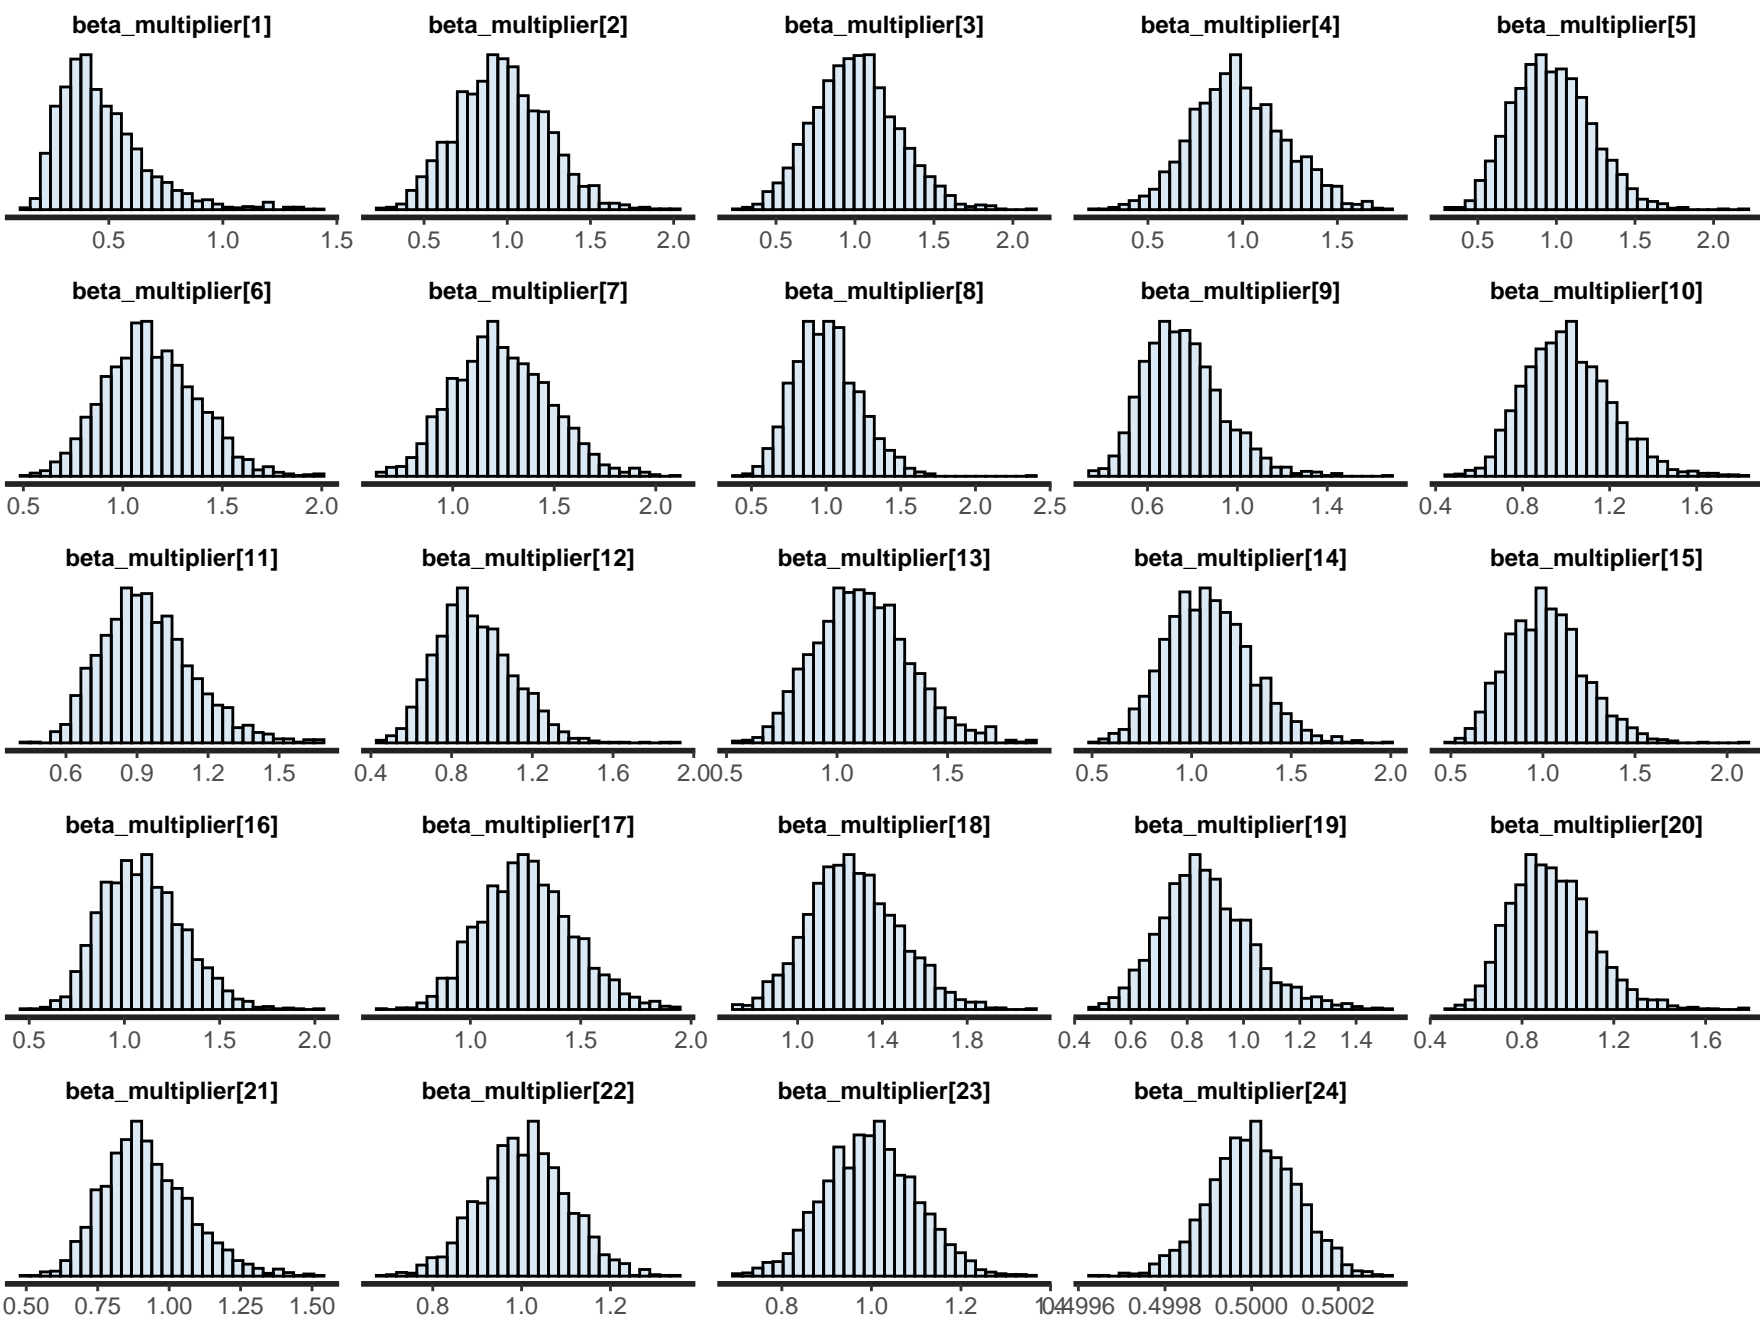 beta_multiplier[1] beta_multiplier[2] beta_multiplier[3] beta_multiplier[4] beta_multiplier[5]
0.5 1.0 1.5 0.5 1.0 1.5 2.0 0.5 1.0 1.5 2.0 0.5 1.0 1.5 0.5 1.0 1.5 2.0
beta_multiplier[6] beta_multiplier[7] beta_multiplier[8] beta_multiplier[9] beta_multiplier[10]
0.5 1.0 1.5 2.0 1.0 1.5 2.0 0.5 1.0 1.5 2.0 2.5 0.6 1.0 1.4 0.4 0.8 1.2 1.6
beta_multiplier[11] beta_multiplier[12] beta_multiplier[13] beta_multiplier[14] beta_multiplier[15]
0.6 0.9 1.2 1.5 0.4 0.8 1.2 1.6 2.0 0.5 1.0 1.5 0.5 1.0 1.5 2.0 0.5 1.0 1.5 2.0
beta_multiplier[16] beta_multiplier[17] beta_multiplier[18] beta_multiplier[19] beta_multiplier[20]
0.5 1.0 1.5 2.0 1.0 1.5 2.0 1.0 1.4 1.8 0.4 0.6 0.8 1.0 1.2 1.4 0.4 0.8 1.2 1.6
beta_multiplier[21] beta_multiplier[22] beta_multiplier[23] beta_multiplier[24]
0.50 0.75 1.00 1.25 1.50 0.8 1.0 1.2 0.8 1.0 1.2 1.4 0.4996 0.4998 0.5000 0.5002